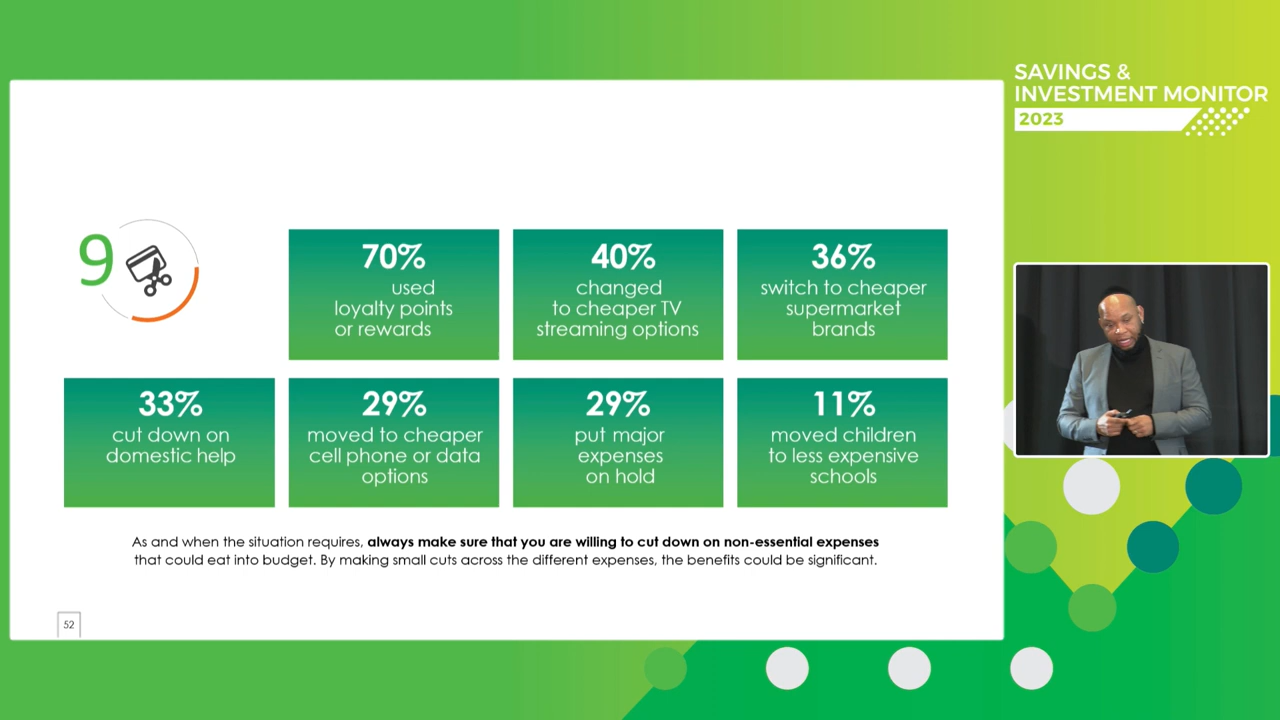 SAVINGS &
INVESTMENT MONITOR
2023
9
70%
used
loyalty points
or rewards
40%
changed
to cheaper TV
streaming options
36%
switch to cheaper
supermarket
brands
33%
cut down on
domestic help
29%
moved to cheaper
cell phone or data
options
29%
put major
expenses
on hold
11%
moved children
to less expensive
schools
As and when the situation requires, always make sure that you are willing to cut down on non-essential expenses
that could eat into budget. By making small cuts across the different expenses, the benefits could be significant.
52